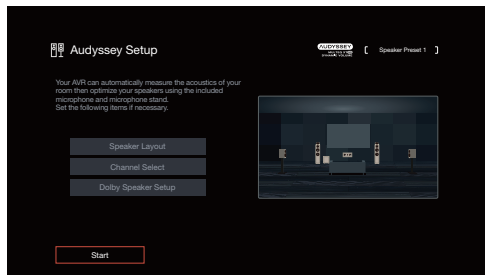 Audyssey Setup
AUDYSSEY
DYNAMIC VOLUME
[ Speaker Preset 1 ]
Your AVR can automatically measure the acoustics of your
room then optimize your speakers using the included
microphone and microphone stand.
Set the following items if necessary.
Speaker Layout
Channel Select
Dolby Speaker Setup
Start